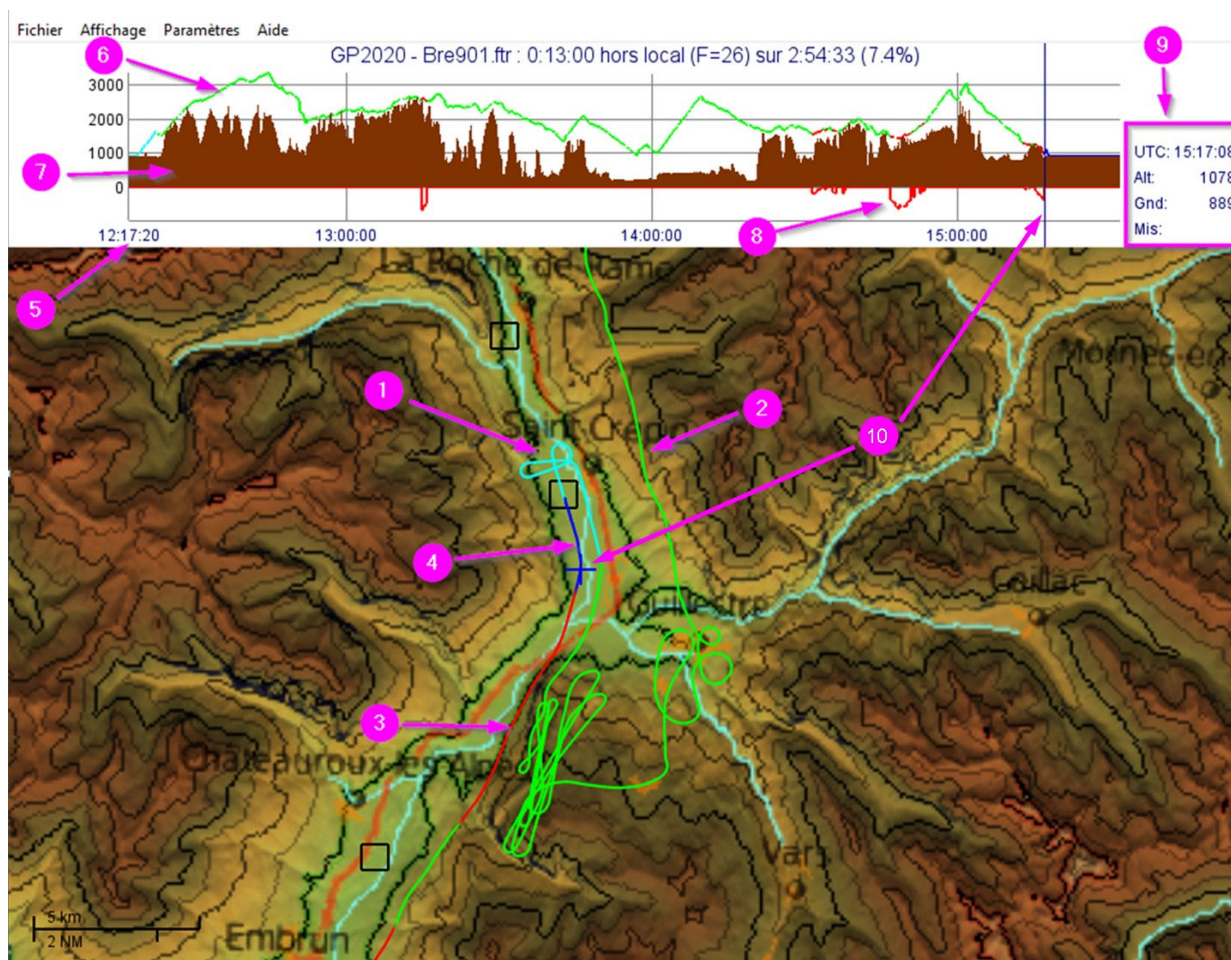 Fichier Affichage Paramètres Aide
GP2020 - Bre901.ftr : 0:13:00 hors local (F=26) sur 2:54:33 (7.4%)
6
9
3000
2000
1000
0
7
UTC: 15:17:08
Alt: 1078
Gnd: 889
Mis:
8
12:17:20 13:00:00 14:00:00 15:00:00
5
La Roche de Rame
1
2
Saint Crépin
10
4
Guillestre
3
Chateauroux-les-Alpes
Vars
5 km
2 NM
Embrun